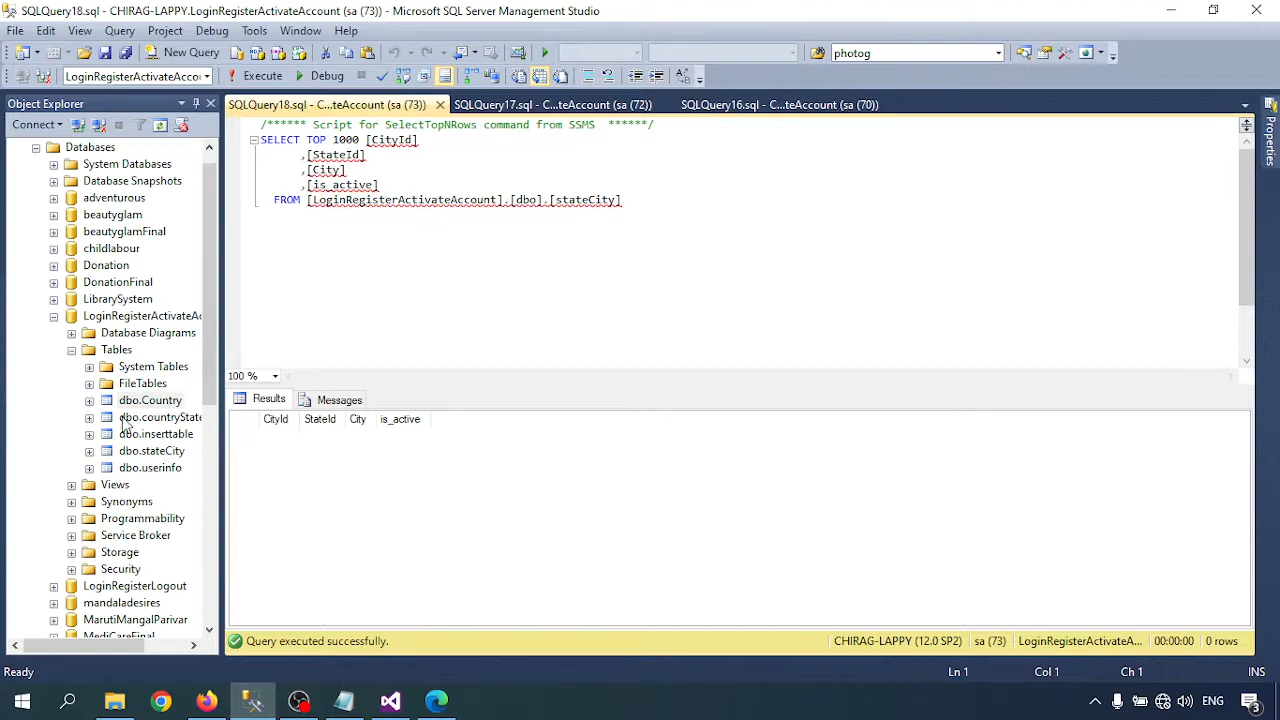 SQLQuery18.sql - CHIRAG-LAPPY.LoginRegisterActivateAccount (sa (73)) - Microsoft SQL Server Management Studio
File Edit View Query Project Debug Tools Window Help
New Query
photog
LoginRegisterActivateAcco
Execute
Debug
Object Explorer
Connect
Databases
System Databases
Database Snapshots
adventurous
beautyglam
beautyglamFinal
childlabour
Donation
DonationFinal
LibrarySystem
LoginRegisterActivateAc
Database Diagrams
Tables
System Tables
FileTables
dbo.Country
dbo.countryState
dbo.inserttable
dbo.stateCity
dbo.userinfo
Views
Synonyms
Programmability
Service Broker
Storage
Security
LoginRegisterLogout
mandaladesires
MarutiMangalParivar
MediCareFinal
SQLQuery18.sql - C...teAccount (sa (73))
SQLQuery17.sql - C...teAccount (sa (72))
SQLQuery16.sql - C...teAccount (sa (70))
/****** Script for SelectTopNRows command from SSMS ******/
SELECT TOP 1000 [CityId]
,[StateId]
,[City]
,[is_active]
FROM [LoginRegisterActivateAccount].[dbo].[stateCity]
100 %
Results
Messages
CityId StateId City is_active
Query executed successfully.
CHIRAG-LAPPY (12.0 SP2)
sa (73)
LoginRegisterActivateA...
00:00:00
0 rows
Properties
Ready
Ln 1
Col 1
Ch 1
INS
ENG
3